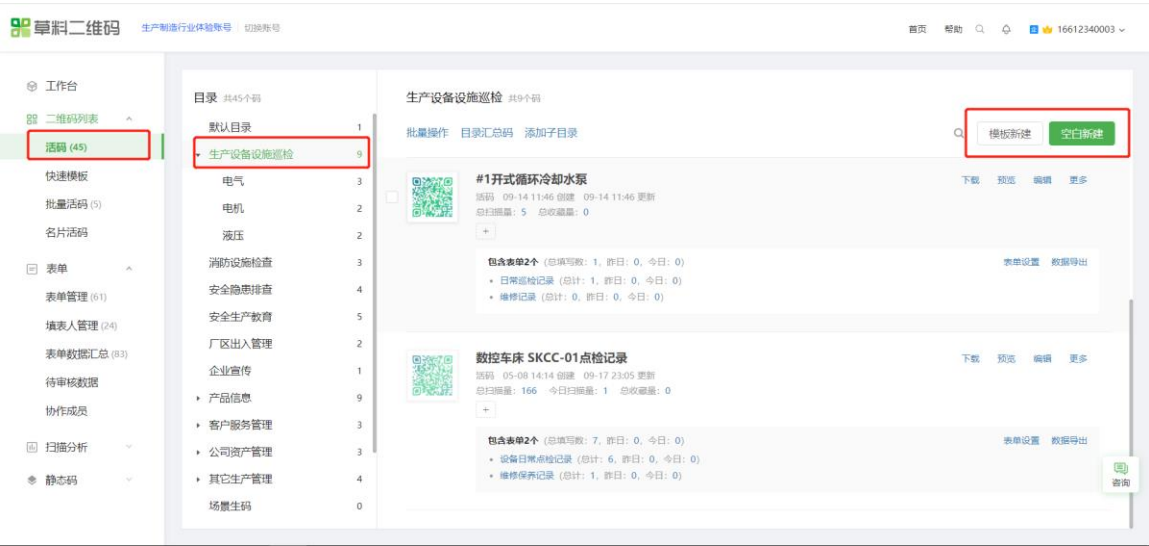 草料二维码 生产制造行业体验账号 切换账号 首页 帮助 16612340003
工作台
二维码列表
活码 (45)
快速模板
批量活码 (5)
名片活码
表单
表单管理 (61)
填表人管理 (24)
表单数据汇总 (83)
待审核数据
协作成员
扫描分析
静态码
目录 共45个码
默认目录 1
生产设备设施巡检 9
电气 3
电机 2
液压 2
消防设施检查 3
安全隐患排查 4
安全生产教育 5
厂区出入管理 2
企业宣传 1
产品信息 9
客户服务管理 3
公司资产管理 3
其它生产管理 4
场景生码 0
生产设备设施巡检 共9个码
批量操作 目录汇总码 添加子目录 模板新建 空白新建
#1开式循环冷却水泵 下载 预览 编辑 更多
活码 09-14 11:46 创建 09-14 11:46 更新
总扫描量: 5 总收藏量: 0
+
包含表单2个 (总填写数: 1, 昨日: 0, 今日: 0) 表单设置 数据导出
• 日常巡检记录 (总计: 1, 昨日: 0, 今日: 0)
• 维修记录 (总计: 0, 昨日: 0, 今日: 0)
数控车床 SKCC-01点检记录 下载 预览 编辑 更多
活码 05-08 14:14 创建 09-17 23:05 更新
总扫描量: 166 今日扫描量: 1 总收藏量: 0
+
包含表单2个 (总填写数: 7, 昨日: 0, 今日: 0) 表单设置 数据导出
• 设备日常点检记录 (总计: 6, 昨日: 0, 今日: 0)
• 维修保养记录 (总计: 1, 昨日: 0, 今日: 0)
咨询